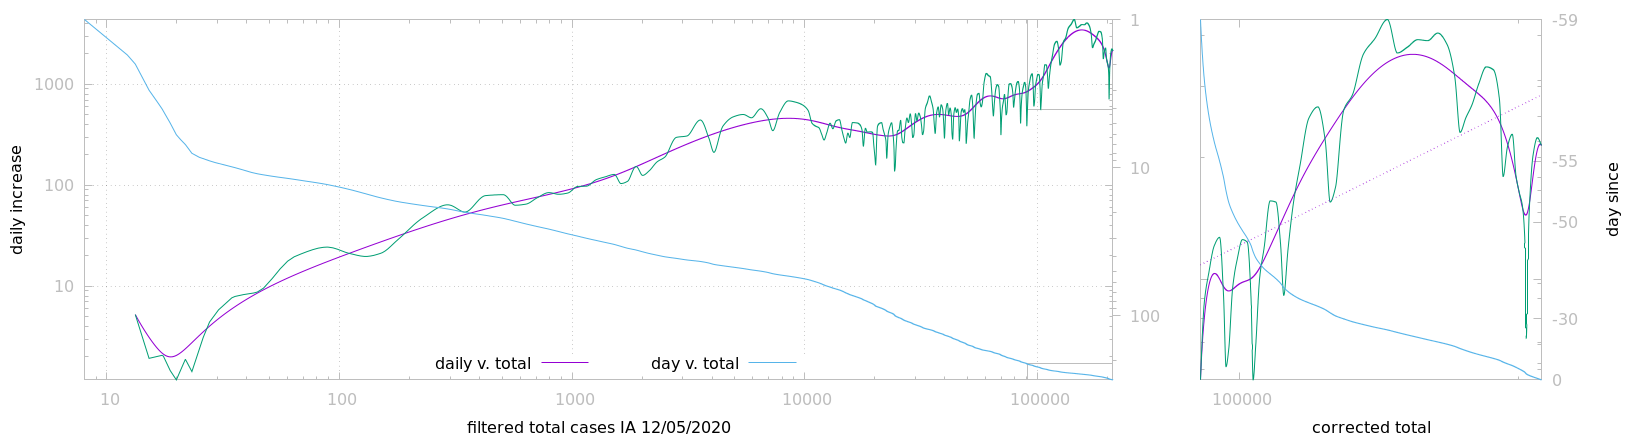 daily increase
1000
100
10
10
100
1000
10000
100000
filtered total cases IA 12/05/2020
daily v. total
day v. total
1
10
100
100000
corrected total
-59
-55
-50
-30
0
day since